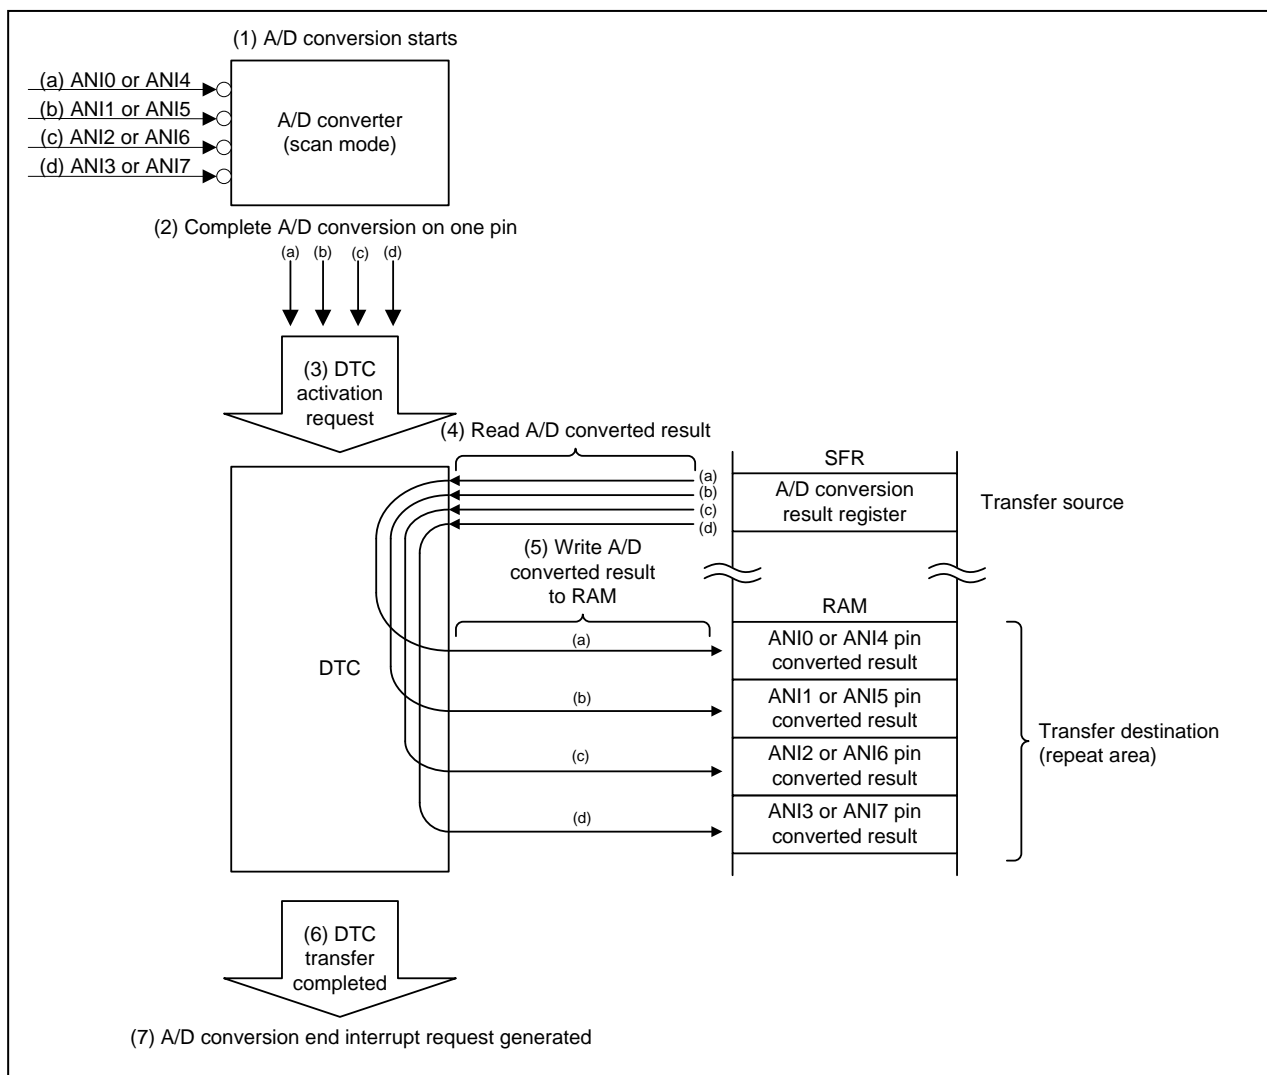 (1) A/D conversion starts
(a) ANI0 or ANI4
(b) ANI1 or ANI5
(c) ANI2 or ANI6
(d) ANI3 or ANI7
A/D converter
(scan mode)
(2) Complete A/D conversion on one pin
(a) (b) (c) (d)
(3) DTC
activation
request
(4) Read A/D converted result
(a)
(b)
(c)
(d)
SFR
A/D conversion
result register
Transfer source
(5) Write A/D
converted result
to RAM
RAM
DTC
(a)
ANI0 or ANI4 pin
converted result
(b)
ANI1 or ANI5 pin
converted result
(c)
ANI2 or ANI6 pin
converted result
(d)
ANI3 or ANI7 pin
converted result
Transfer destination
(repeat area)
(6) DTC
transfer
completed
(7) A/D conversion end interrupt request generated